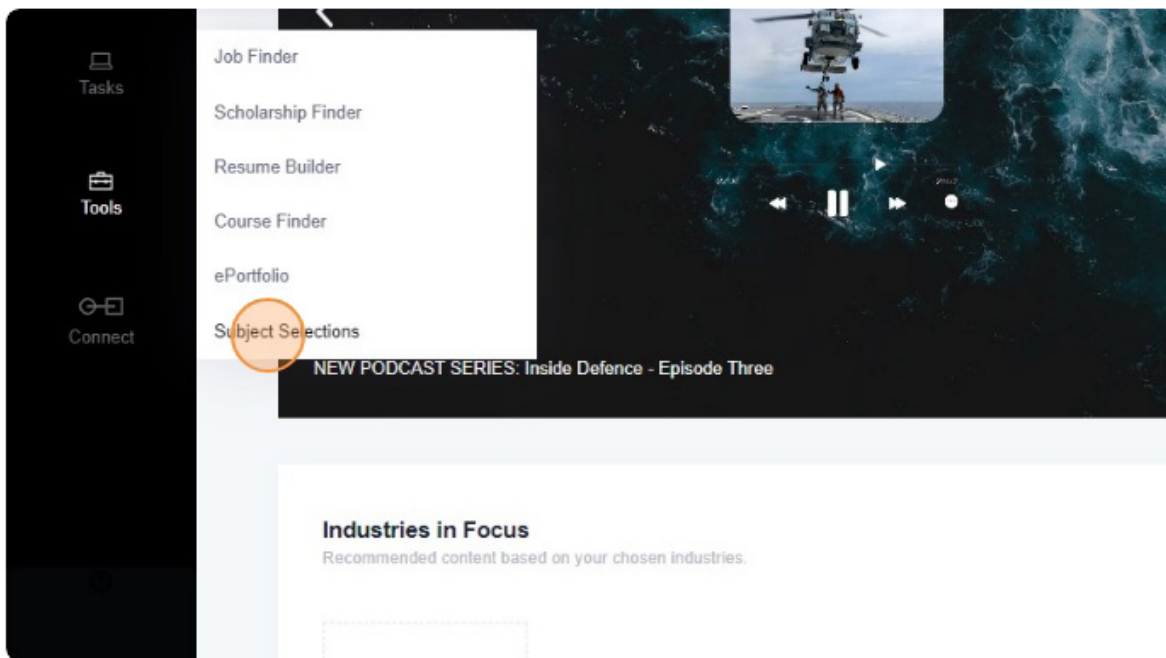 Tasks
Tools
Connect
Job Finder
Scholarship Finder
Resume Builder
Course Finder
ePortfolio
Subject Selections
NEW PODCAST SERIES: Inside Defence - Episode Three
Industries in Focus
Recommended content based on your chosen industries.